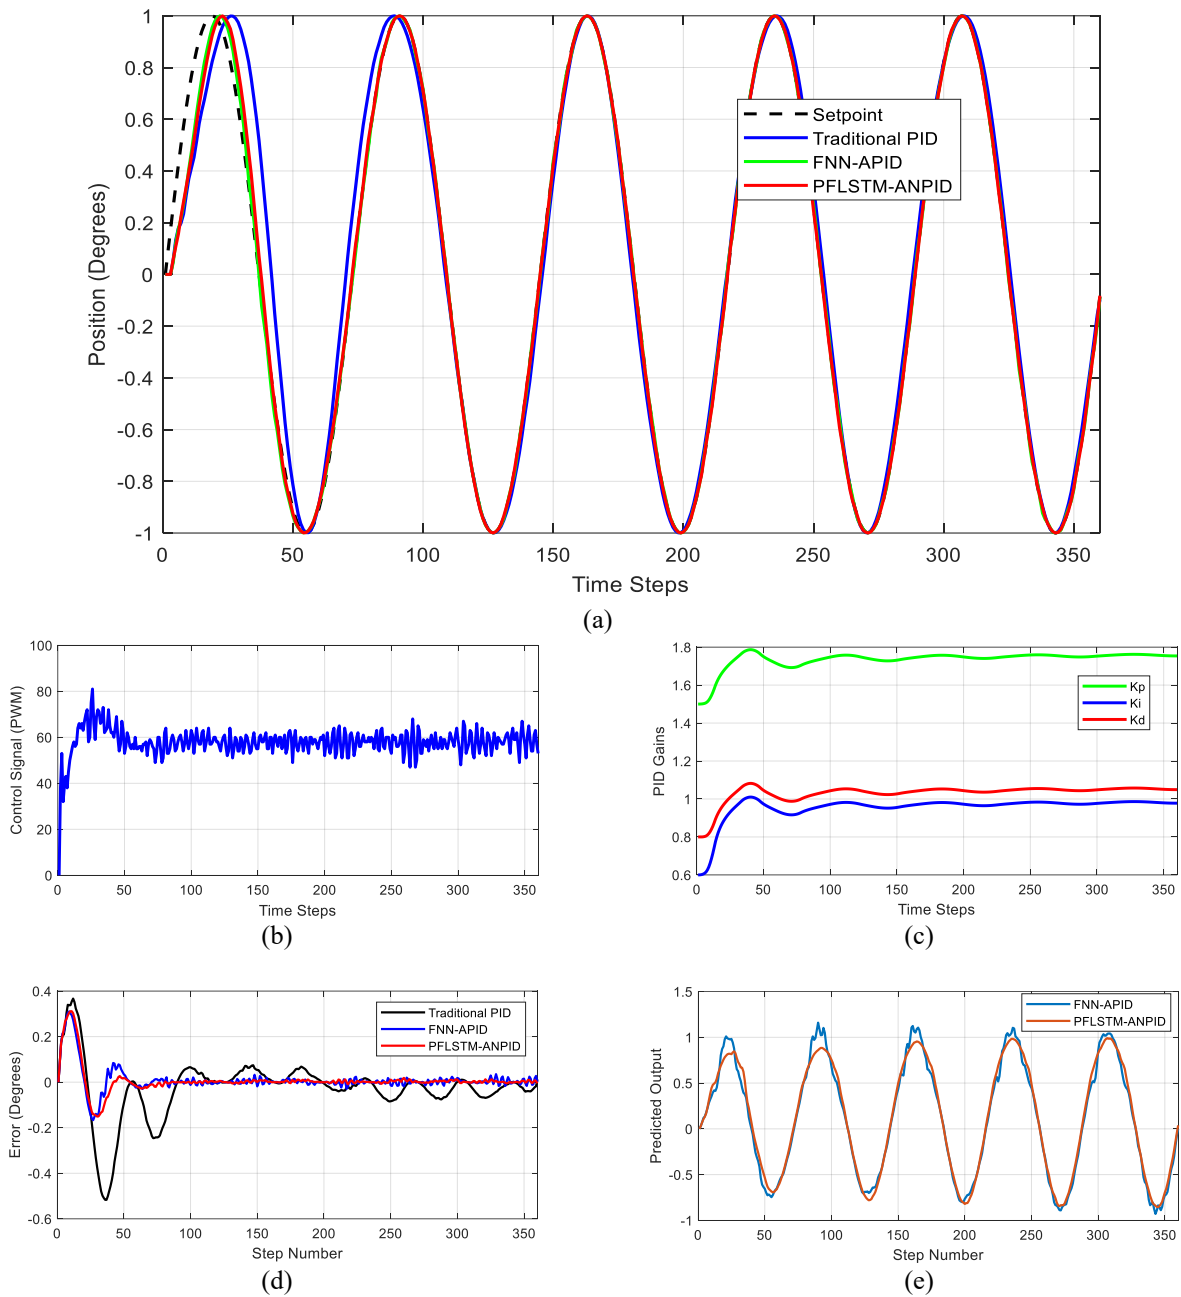 1
0.8
0.6
0.4
0.2
0
-0.2
-0.4
-0.6
-0.8
-1
Position (Degrees)
Setpoint
Traditional PID
FNN-APID
PFLSTM-ANPID
0 50 100 150 200 250 300 350
Time Steps
(a)
100
80
60
40
20
0
Control Signal (PWM)
0 50 100 150 200 250 300 350
Time Steps
(b)
1.8
1.6
1.4
1.2
1
0.8
0.6
PID Gains
Kp
Ki
Kd
0 50 100 150 200 250 300 350
Time Steps
(c)
0.4
0.2
0
-0.2
-0.4
-0.6
Error (Degrees)
Traditional PID
FNN-APID
PFLSTM-ANPID
0 50 100 150 200 250 300 350
Step Number
(d)
1.5
1
0.5
0
-0.5
-1
Predicted Output
FNN-APID
PFLSTM-ANPID
0 50 100 150 200 250 300 350
Step Number
(e)